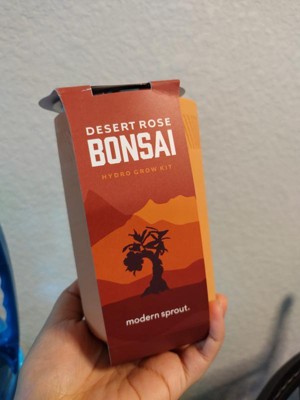 DESERT ROSE
BONSAI
HYDRO GROW KIT
modern sprout.